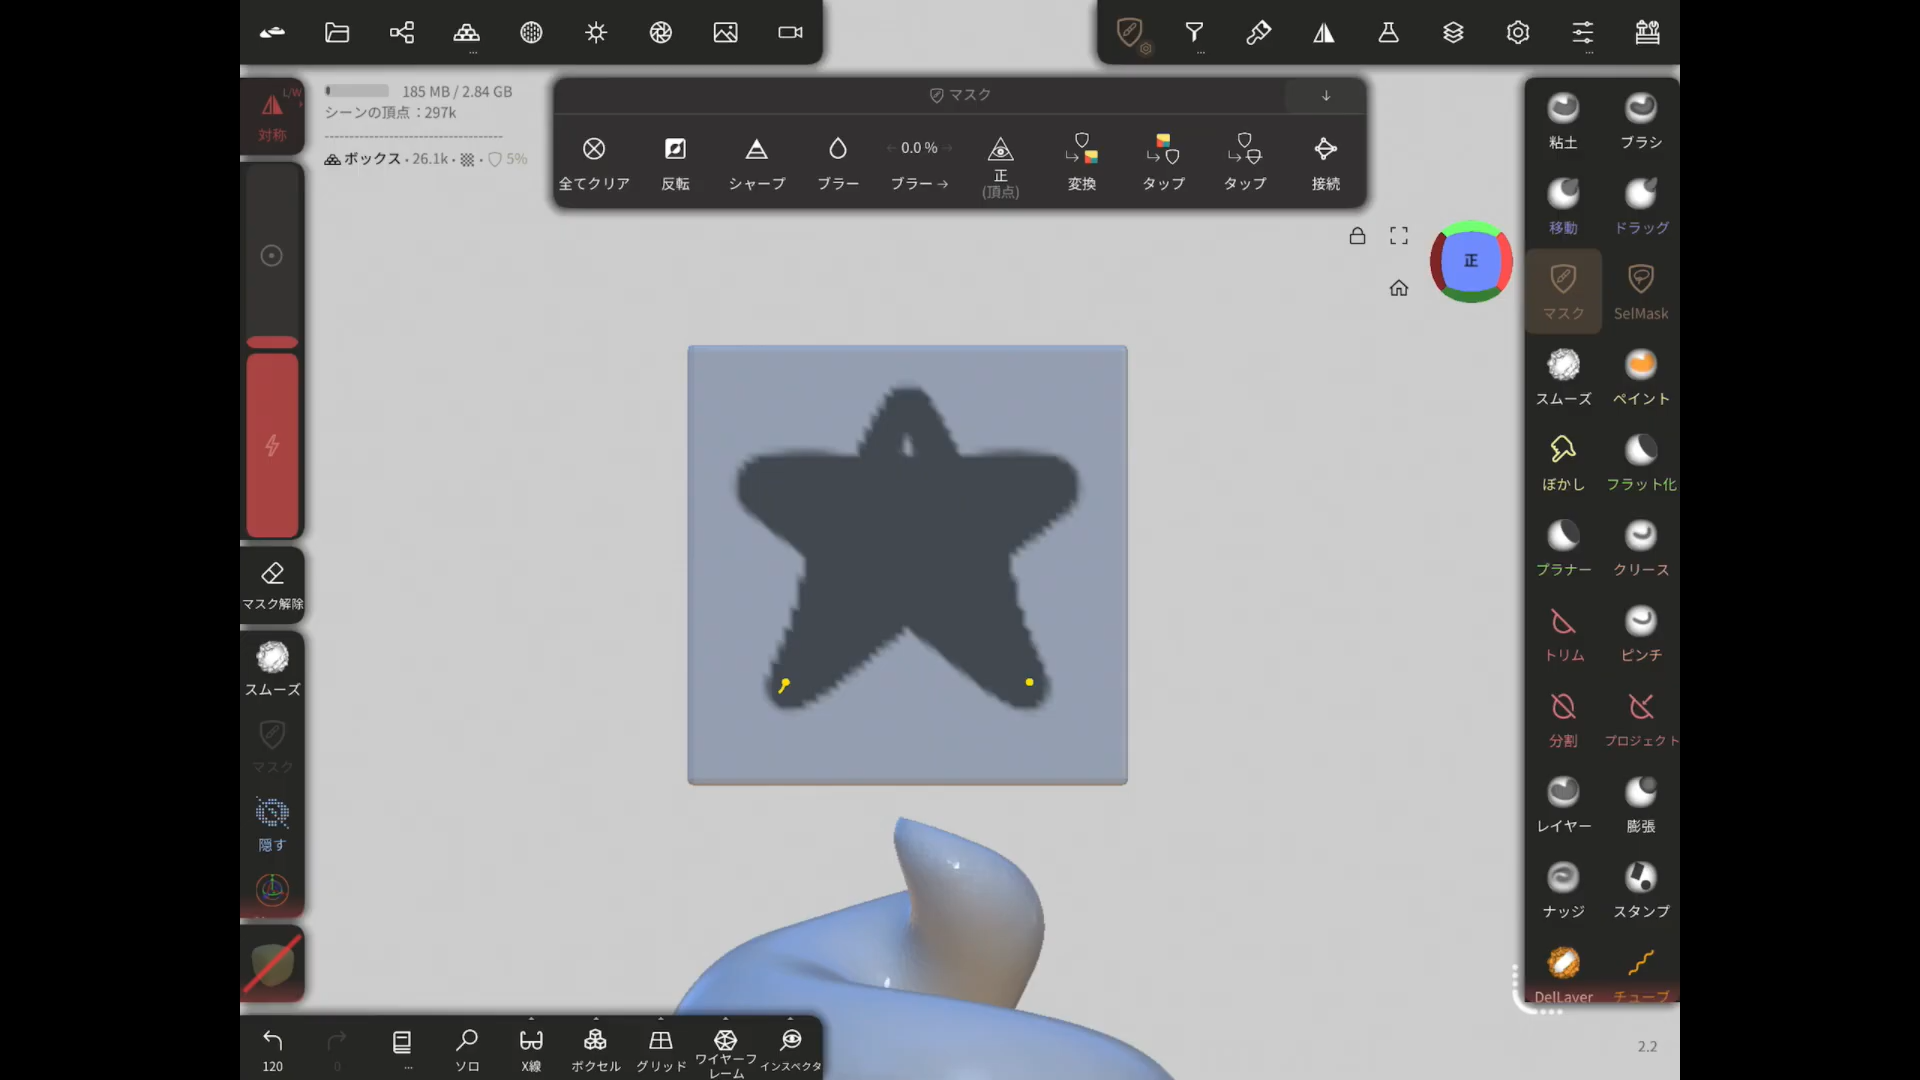 L/W
対称
185 MB / 2.84 GB
シーンの頂点：297k
ボックス・26.1k・ ・ 5%
マスク
全てクリア
反転
シャープ
ブラー
0.0 %
ブラー →
正
(頂点)
変換
タップ
タップ
接続
正
粘土
ブラシ
移動
ドラッグ
マスク
SelMask
スムーズ
ペイント
ぼかし
フラット化
プラナー
クリース
トリム
ピンチ
分割
プロジェクト
レイヤー
膨張
ナッジ
スタンプ
DelLayer
チューブ
マスク解除
スムーズ
マスク
隠す
120
0
...
ソロ
X線
ボクセル
グリッド
ワイヤーフ
レーム
インスペクタ
2.2